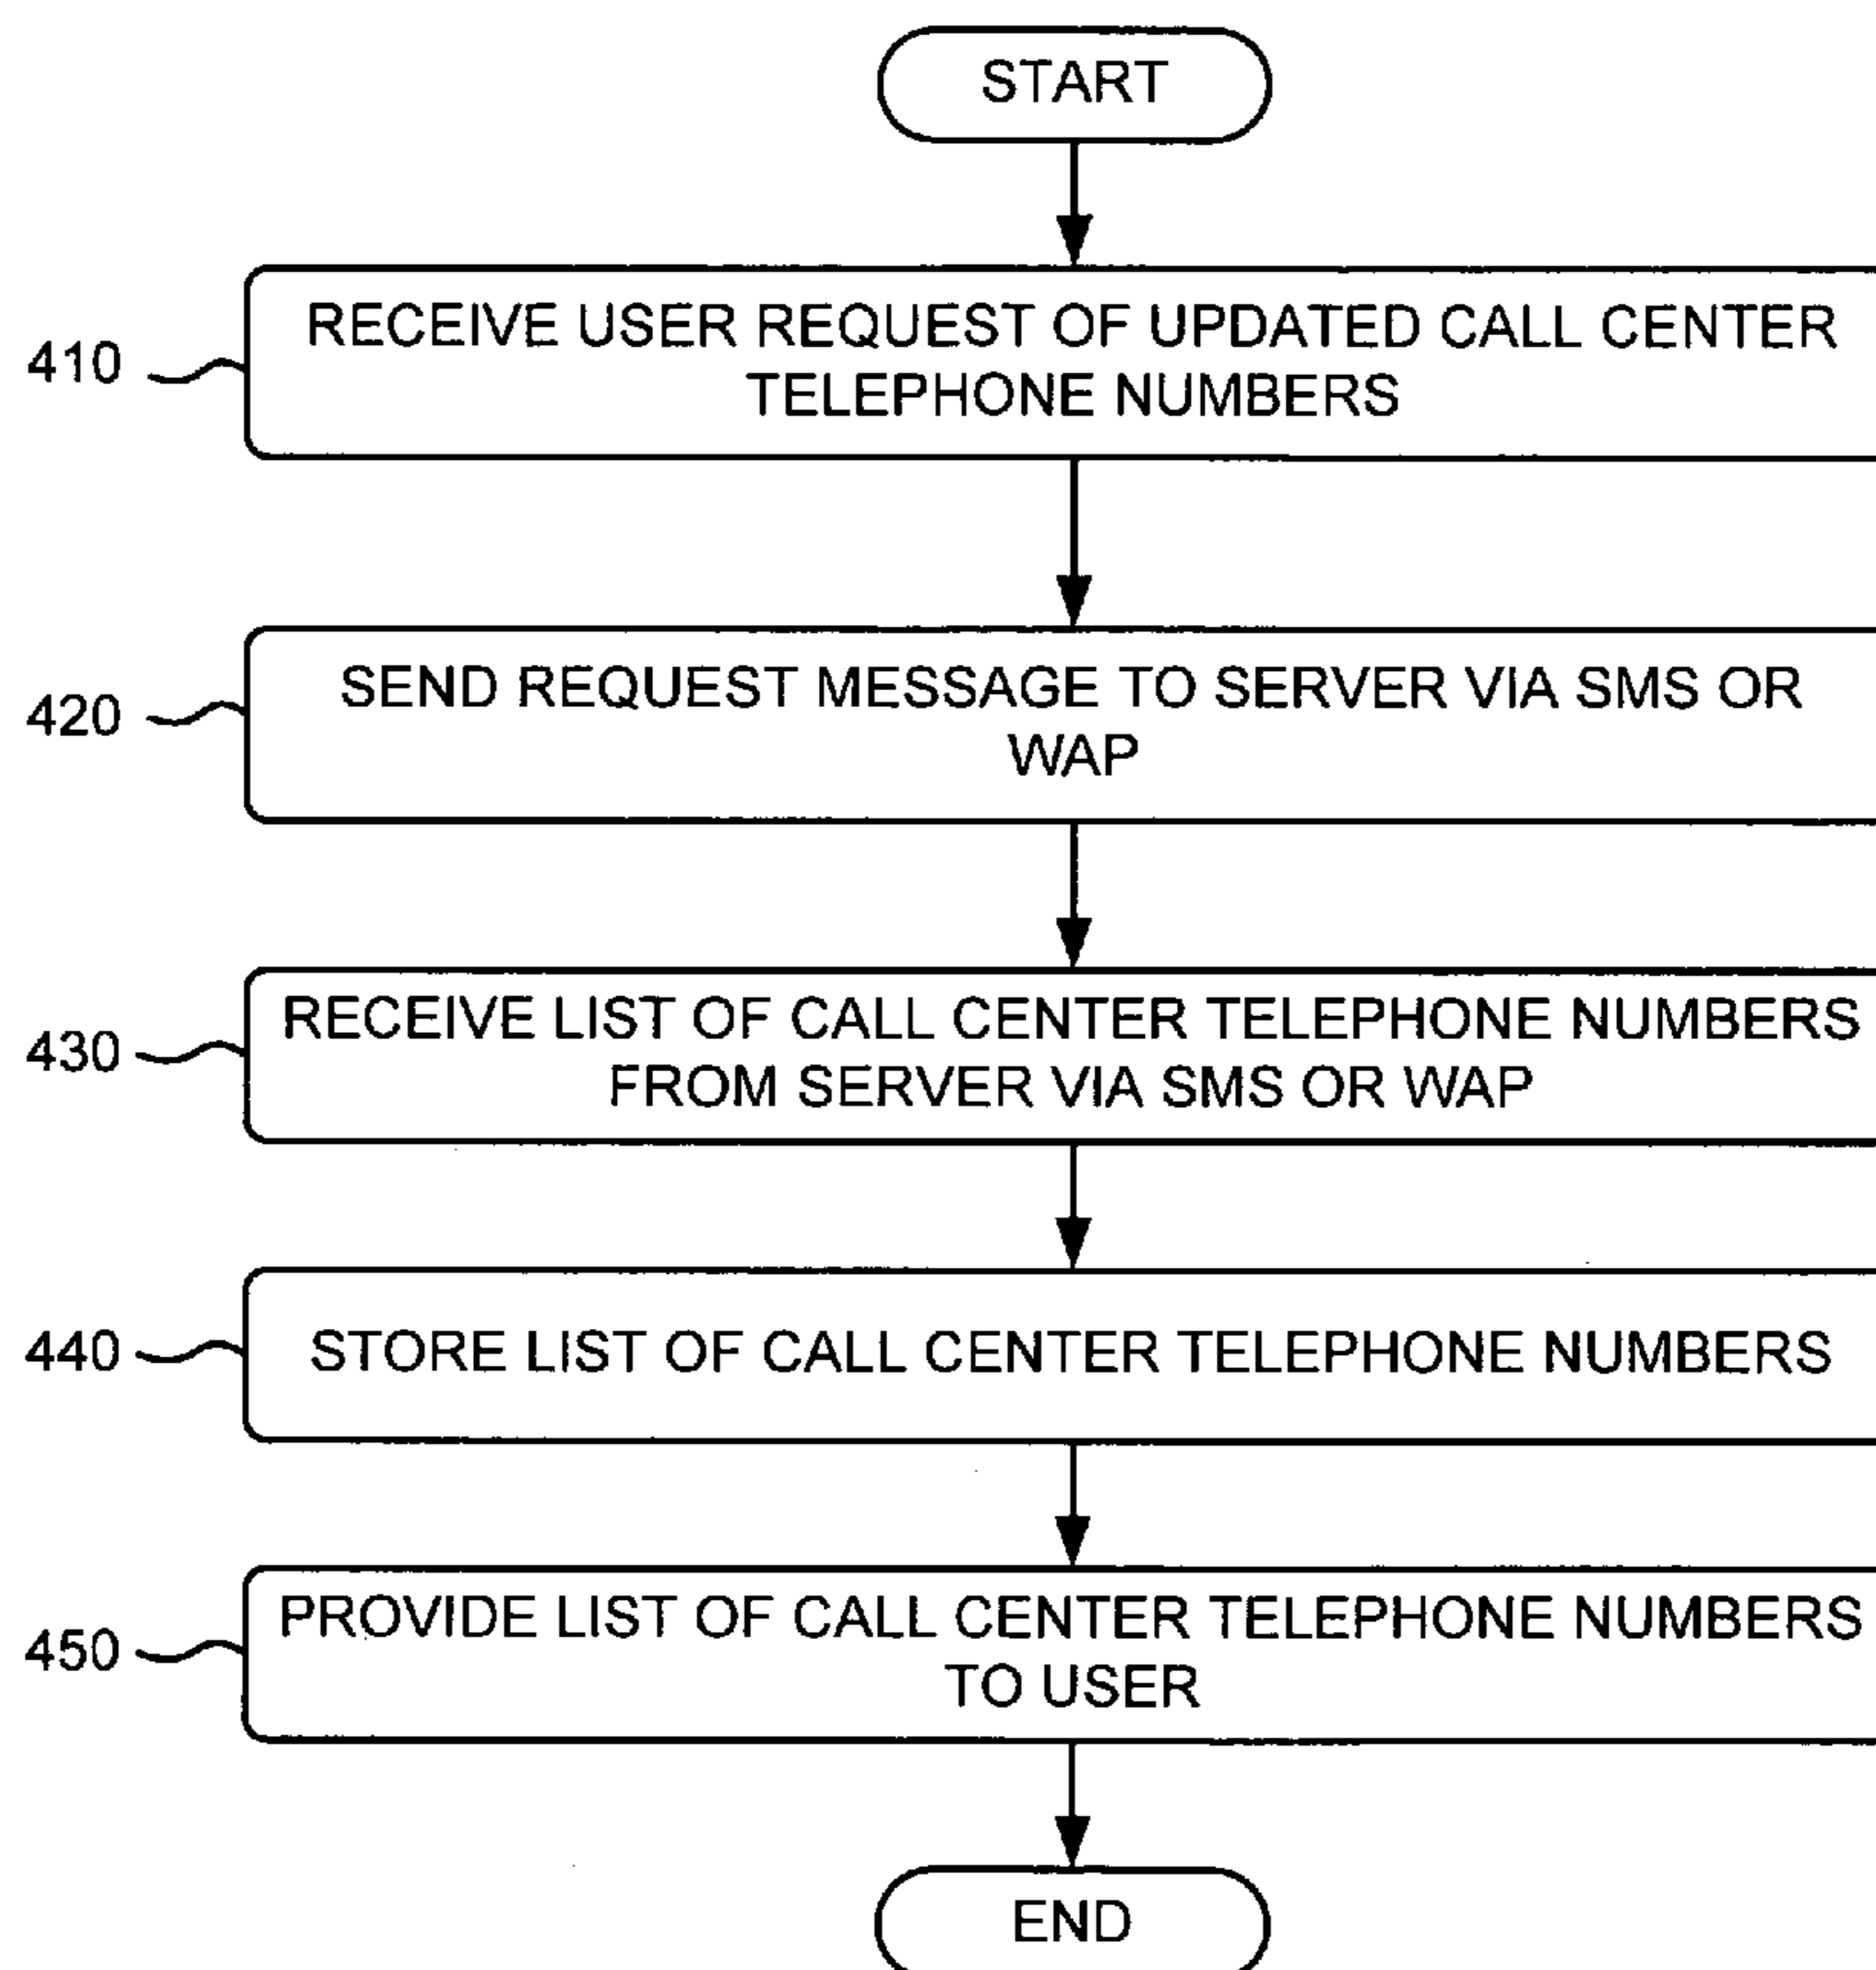 START
410
RECEIVE USER REQUEST OF UPDATED CALL CENTER
TELEPHONE NUMBERS
420
SEND REQUEST MESSAGE TO SERVER VIA SMS OR
WAP
430
RECEIVE LIST OF CALL CENTER TELEPHONE NUMBERS
FROM SERVER VIA SMS OR WAP
440
STORE LIST OF CALL CENTER TELEPHONE NUMBERS
450
PROVIDE LIST OF CALL CENTER TELEPHONE NUMBERS
TO USER
END